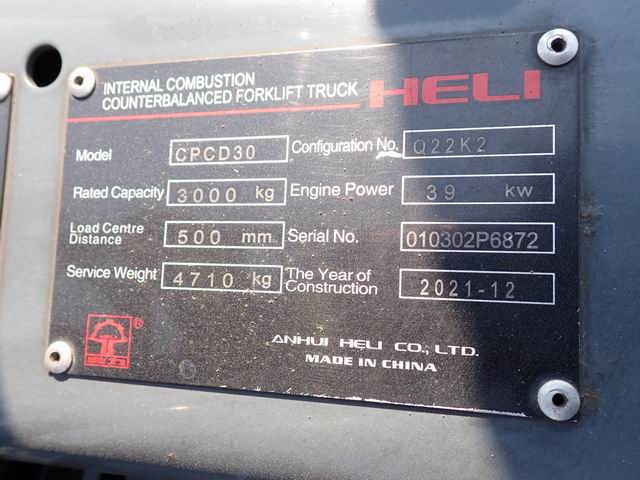 INTERNAL COMBUSTION
COUNTERBALANCED FORKLIFT TRUCK HELI
Model CPCD30 Configuration No. Q22K2
Rated Capacity 3000 kg Engine Power 39 kw
Load Centre
Distance 500 mm Serial No. 010302P6872
Service Weight 4710 kg The Year of
Construction 2021-12
®
ANHUI HELI CO., LTD.
MADE IN CHINA